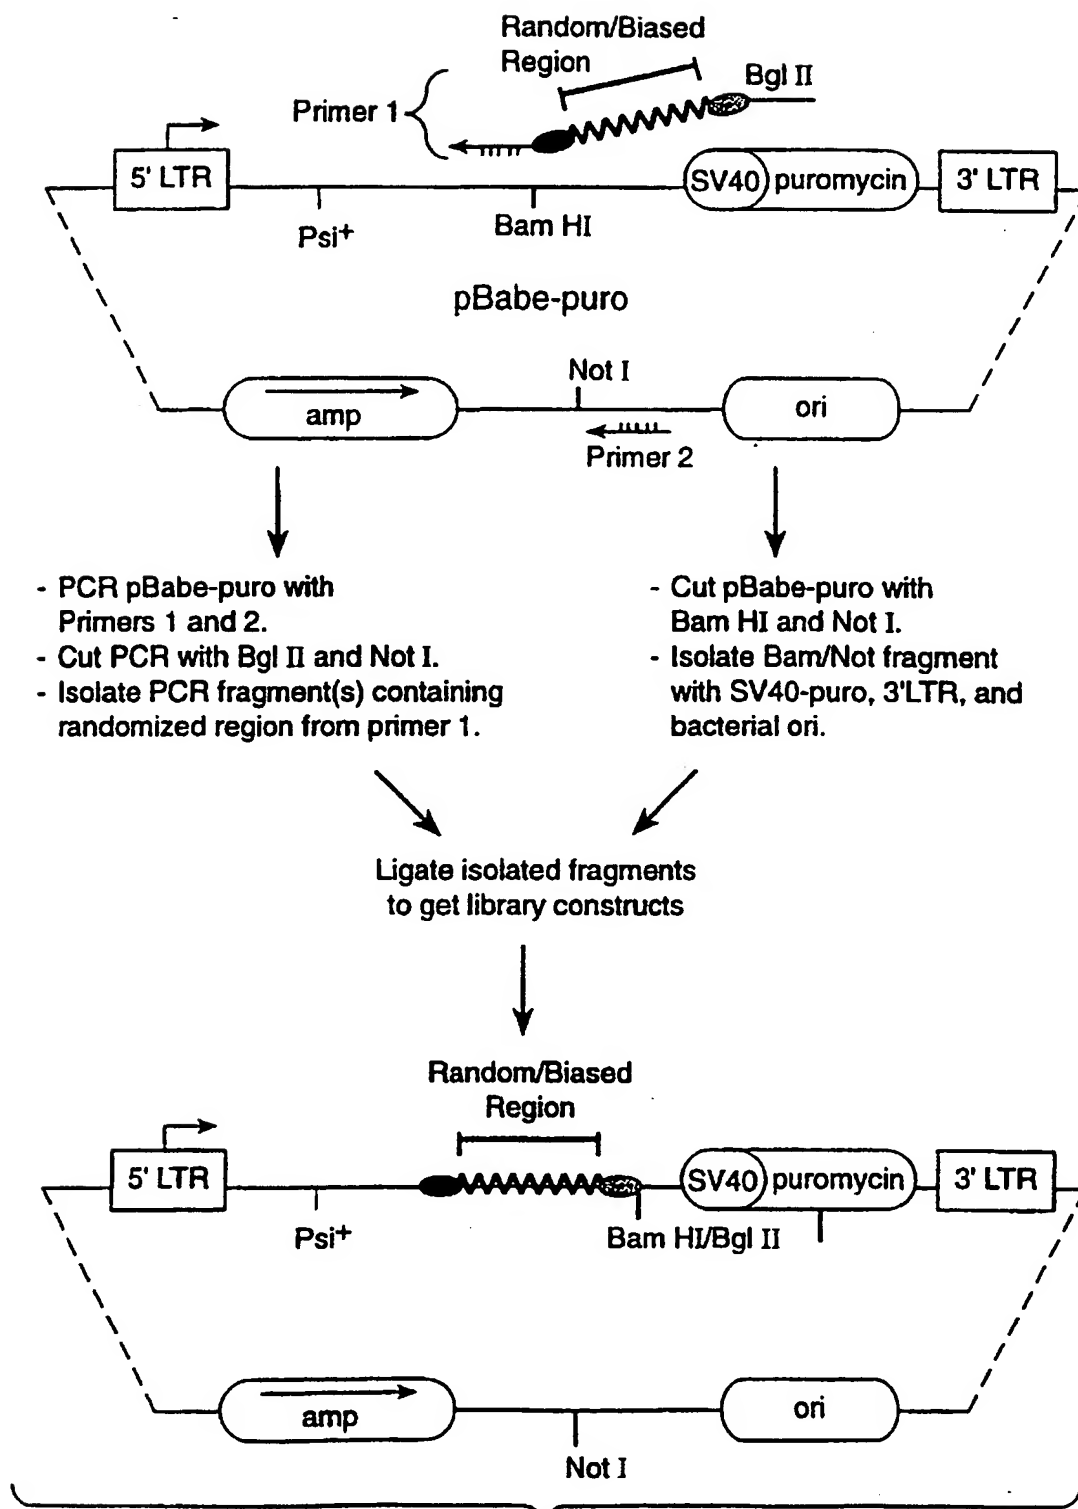 Random/Biased
Region
Bgl II
Primer 1
5' LTR
SV40
puromycin
3' LTR
Psi+
Bam HI
pBabe-puro
Not I
amp
ori
Primer 2
- PCR pBabe-puro with
Primers 1 and 2.
- Cut PCR with Bgl II and Not I.
- Isolate PCR fragment(s) containing
randomized region from primer 1.
- Cut pBabe-puro with
Bam HI and Not I.
- Isolate Bam/Not fragment
with SV40-puro, 3'LTR, and
bacterial ori.
Ligate isolated fragments
to get library constructs
Random/Biased
Region
5' LTR
SV40
puromycin
3' LTR
Psi+
Bam HI/Bgl II
amp
ori
Not I